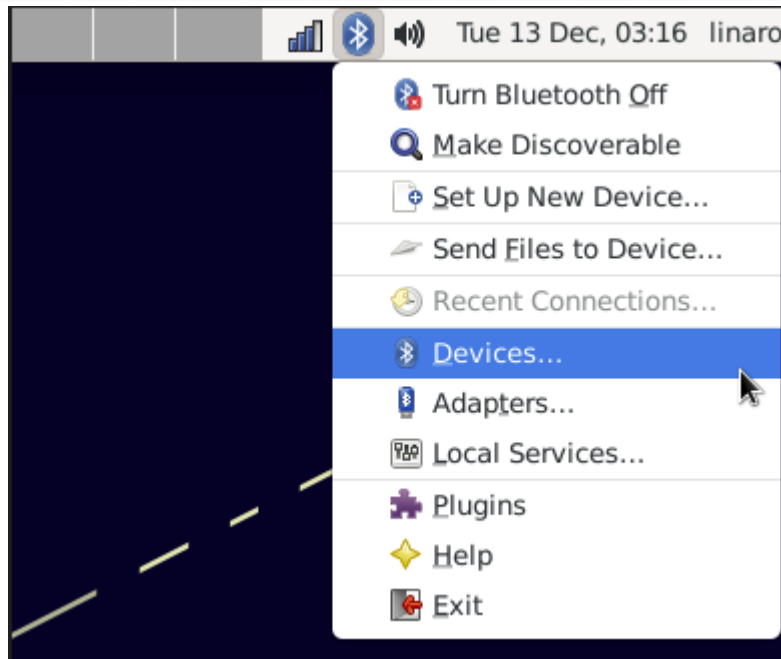 Tue 13 Dec, 03:16 linaro
Turn Bluetooth Off
Make Discoverable
Set Up New Device...
Send Files to Device...
Recent Connections...
Devices...
Adapters...
Local Services...
Plugins
Help
Exit